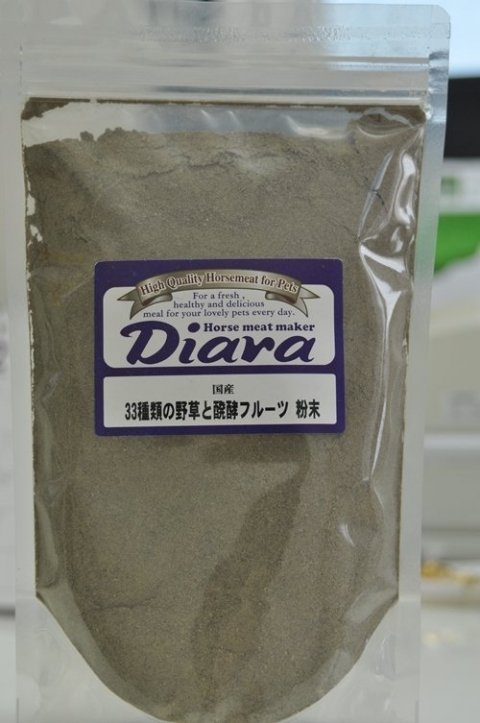 High Quality Horsemeat for Pets
For a fresh ,
healthy and delicious
meal for your lovely pets every day.
Horse meat maker
Diara
国産
33種類の野草と醗酵フルーツ 粉末